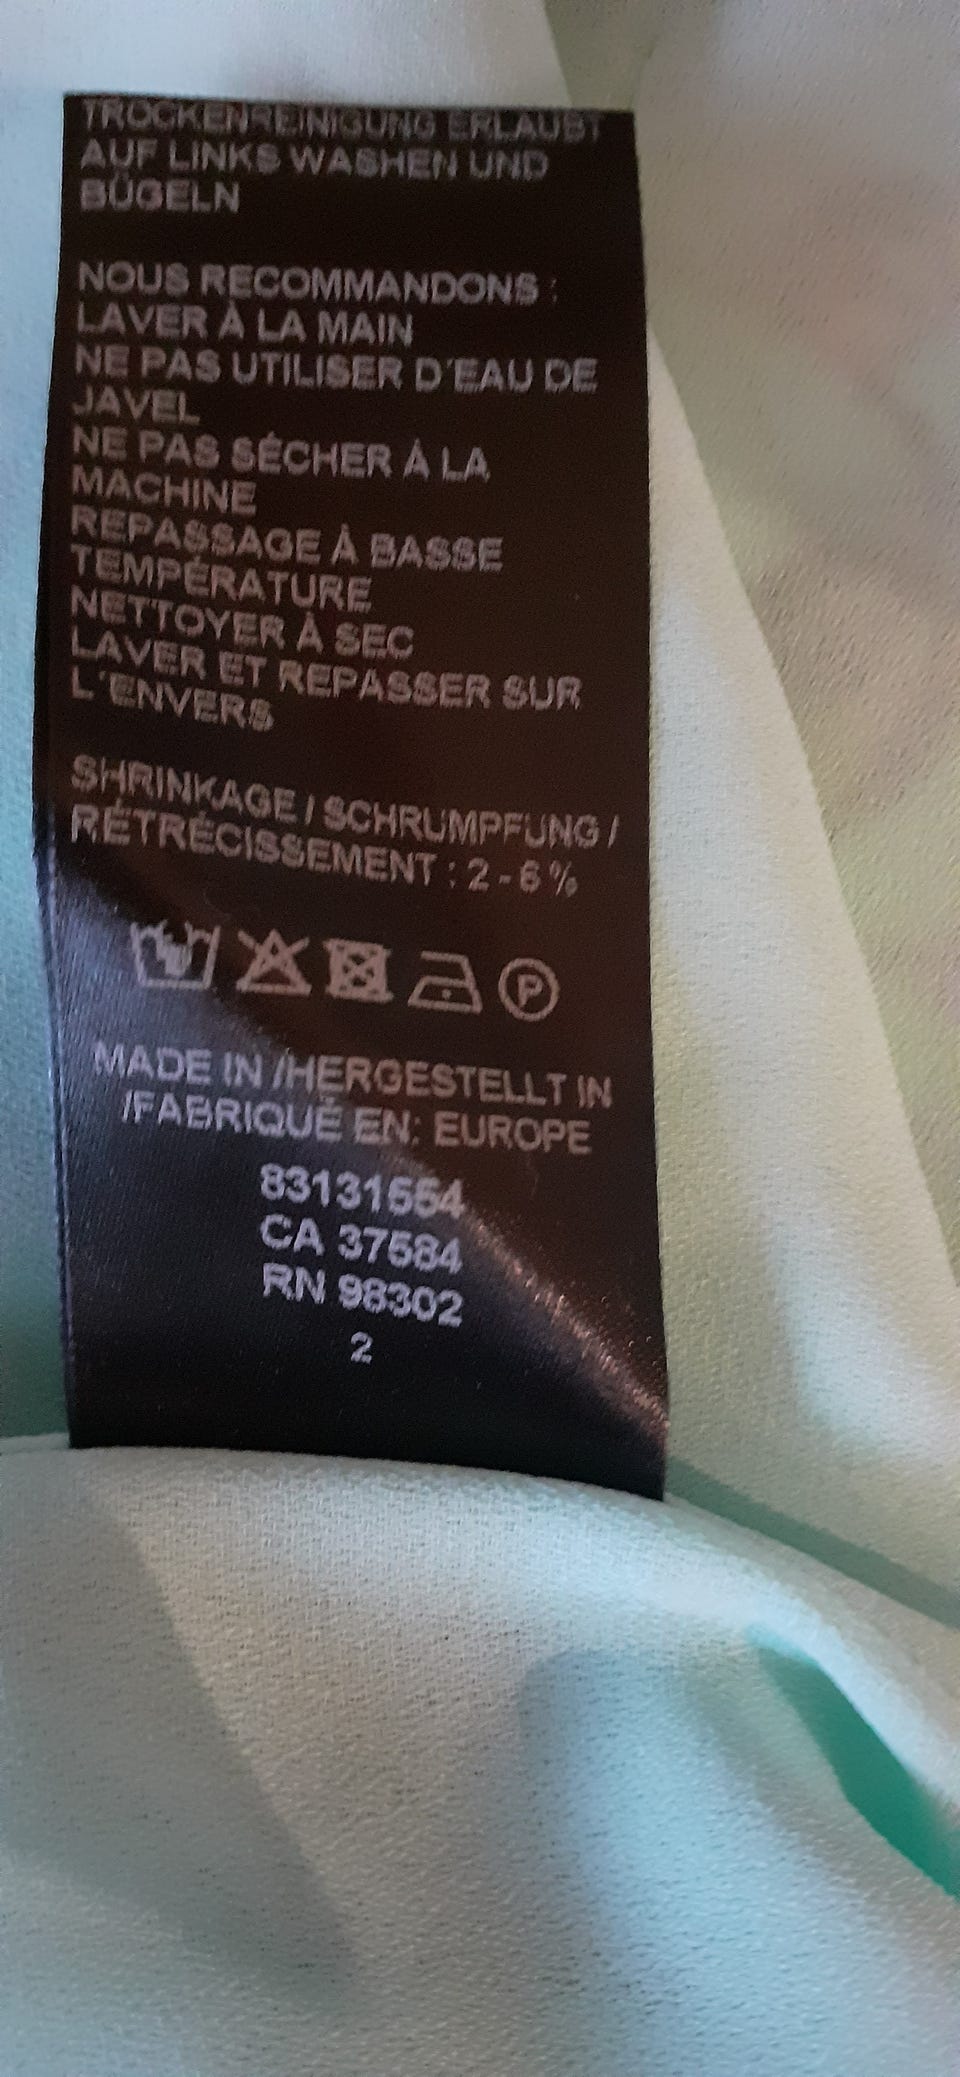 TROCKENREINIGUNG ERLAUBT
AUF LINKS WASHEN UND
BÜGELN
NOUS RECOMMANDONS :
LAVER À LA MAIN
NE PAS UTILISER D'EAU DE
JAVEL
NE PAS SÉCHER À LA
MACHINE
REPASSAGE À BASSE
TEMPÉRATURE
NETTOYER À SEC
LAVER ET REPASSER SUR
L'ENVERS
SHRINKAGE / SCHRUMPFUNG /
RÉTRÉCISSEMENT : 2 - 6 %
P
MADE IN /HERGESTELLT IN
/FABRIQUÉ EN: EUROPE
83131554
CA 37584
RN 98302
2